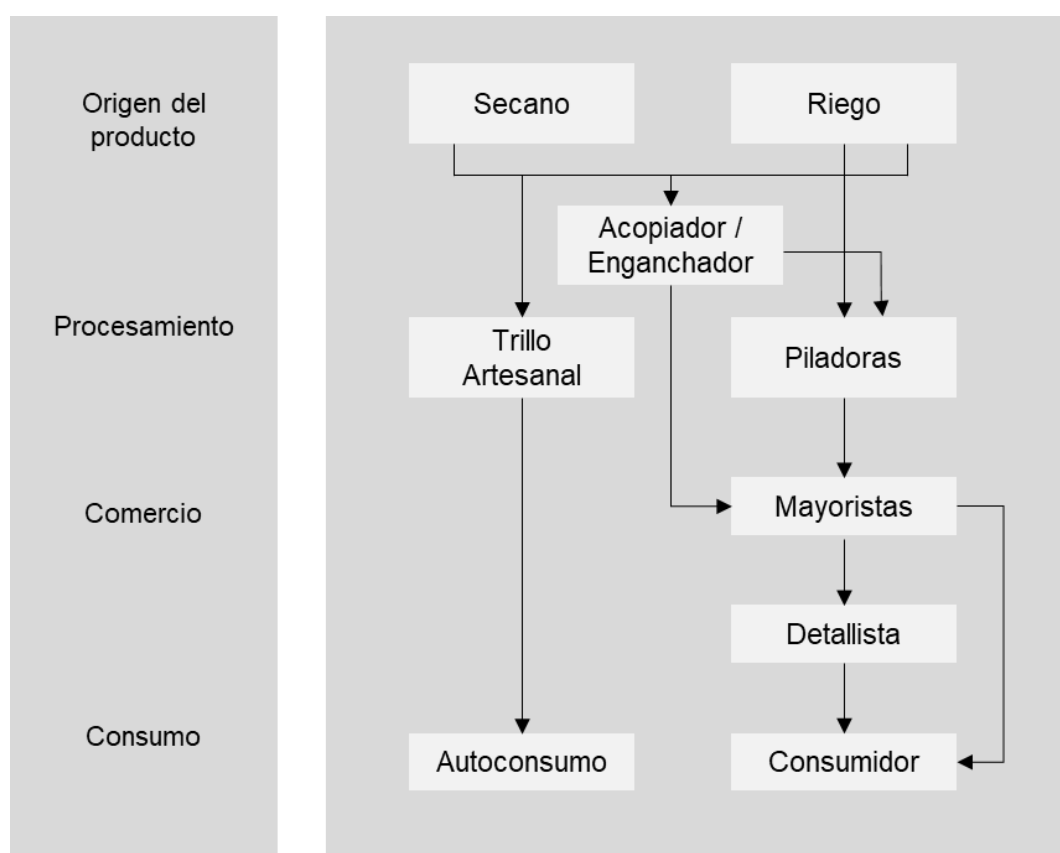 Origen del
producto
Secano
Riego
Acopiador /
Enganchador
Procesamiento
Trillo
Artesanal
Piladoras
Comercio
Mayoristas
Detallista
Consumo
Autoconsumo
Consumidor